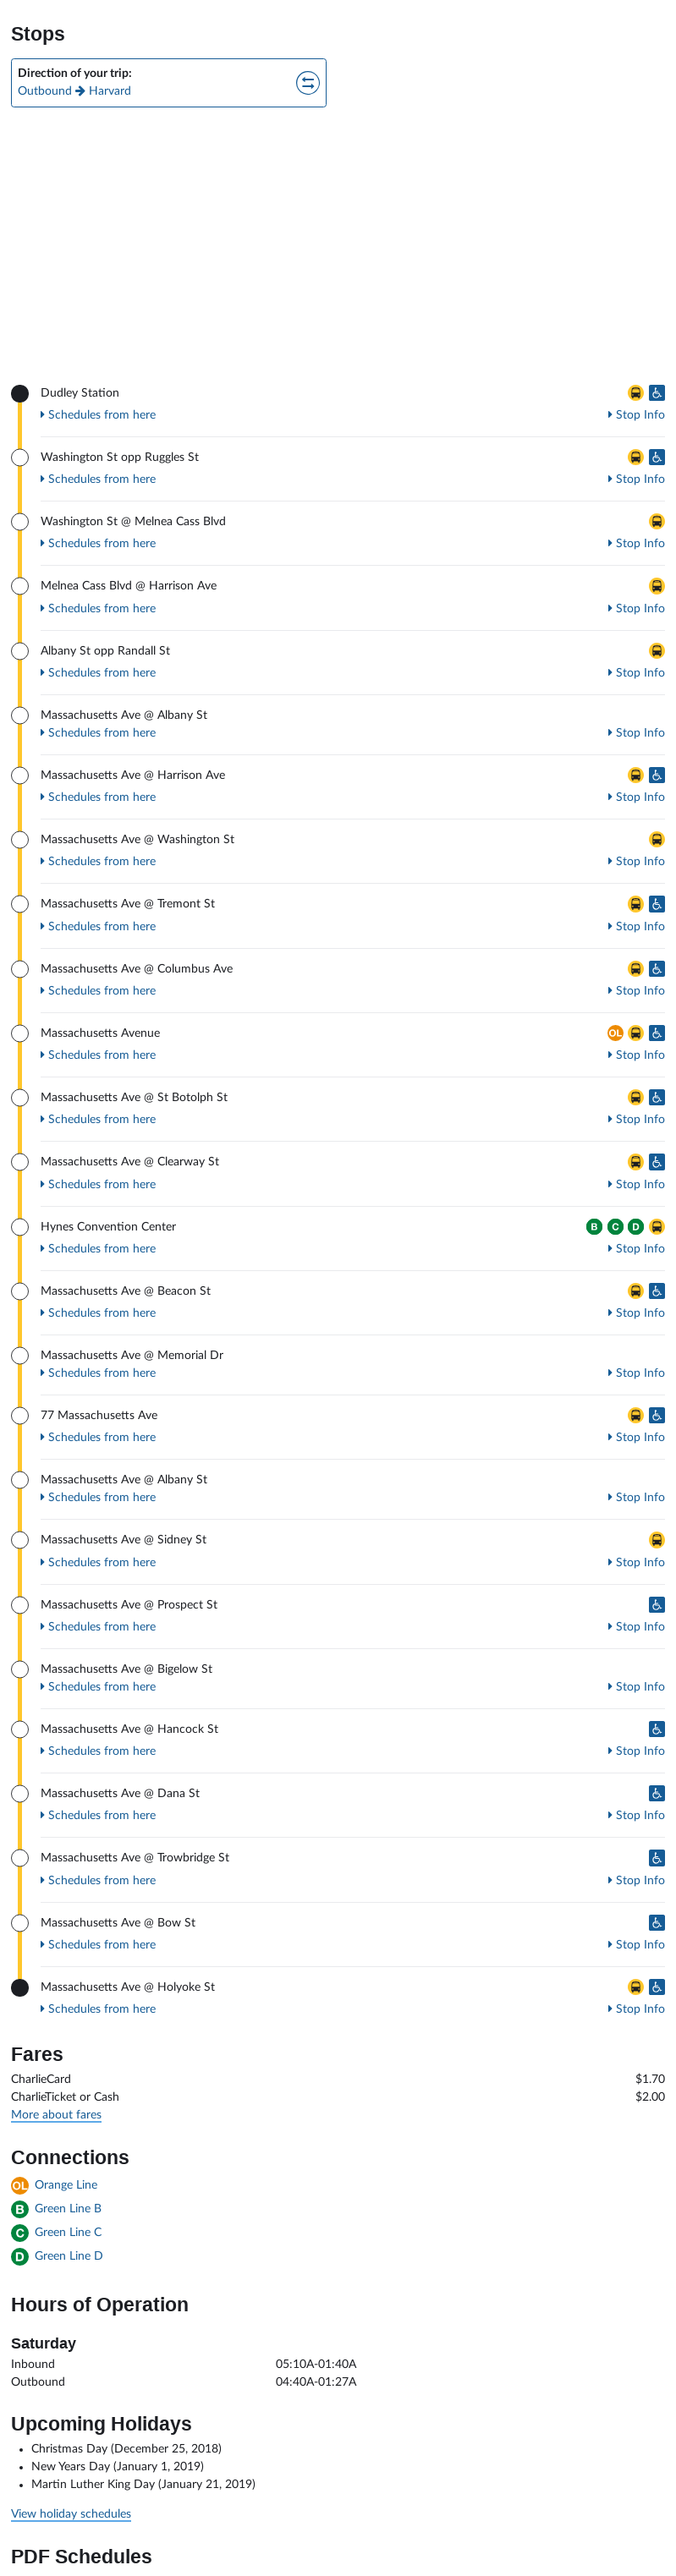 Stops
Direction of your trip:
Outbound Harvard
Dudley Station
Schedules from here Stop Info
Washington St opp Ruggles St
Schedules from here Stop Info
Washington St @ Melnea Cass Blvd
Schedules from here Stop Info
Melnea Cass Blvd @ Harrison Ave
Schedules from here Stop Info
Albany St opp Randall St
Schedules from here Stop Info
Massachusetts Ave @ Albany St
Schedules from here Stop Info
Massachusetts Ave @ Harrison Ave
Schedules from here Stop Info
Massachusetts Ave @ Washington St
Schedules from here Stop Info
Massachusetts Ave @ Tremont St
Schedules from here Stop Info
Massachusetts Ave @ Columbus Ave
Schedules from here Stop Info
Massachusetts Avenue OL
Schedules from here Stop Info
Massachusetts Ave @ St Botolph St
Schedules from here Stop Info
Massachusetts Ave @ Clearway St
Schedules from here Stop Info
Hynes Convention Center B C D
Schedules from here Stop Info
Massachusetts Ave @ Beacon St
Schedules from here Stop Info
Massachusetts Ave @ Memorial Dr
Schedules from here Stop Info
77 Massachusetts Ave
Schedules from here Stop Info
Massachusetts Ave @ Albany St
Schedules from here Stop Info
Massachusetts Ave @ Sidney St
Schedules from here Stop Info
Massachusetts Ave @ Prospect St
Schedules from here Stop Info
Massachusetts Ave @ Bigelow St
Schedules from here Stop Info
Massachusetts Ave @ Hancock St
Schedules from here Stop Info
Massachusetts Ave @ Dana St
Schedules from here Stop Info
Massachusetts Ave @ Trowbridge St
Schedules from here Stop Info
Massachusetts Ave @ Bow St
Schedules from here Stop Info
Massachusetts Ave @ Holyoke St
Schedules from here Stop Info
Fares
CharlieCard $1.70
CharlieTicket or Cash $2.00
More about fares
Connections
OL Orange Line
B Green Line B
C Green Line C
D Green Line D
Hours of Operation
Saturday
Inbound 05:10A-01:40A
Outbound 04:40A-01:27A
Upcoming Holidays
• Christmas Day (December 25, 2018)
• New Years Day (January 1, 2019)
• Martin Luther King Day (January 21, 2019)
View holiday schedules
PDF Schedules